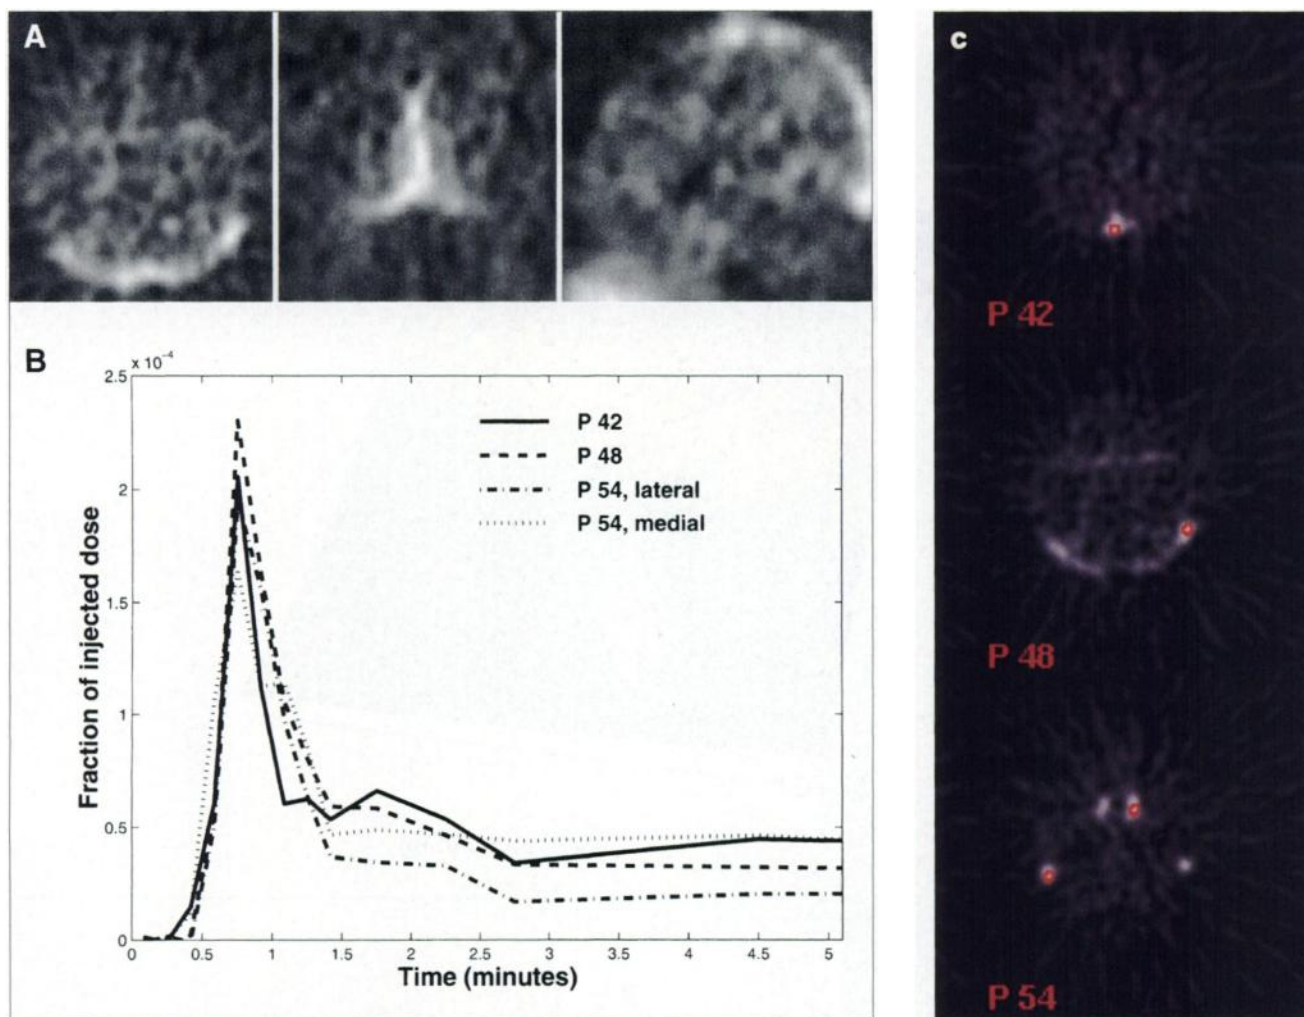 A
B
x 10⁻⁴
2.5
2
1.5
1
0.5
0
Fraction of injected dose
P 42
P 48
P 54, lateral
P 54, medial
0
0.5
1
1.5
2
2.5
3
3.5
4
4.5
5
Time (minutes)
c
P 42
P 48
P 54